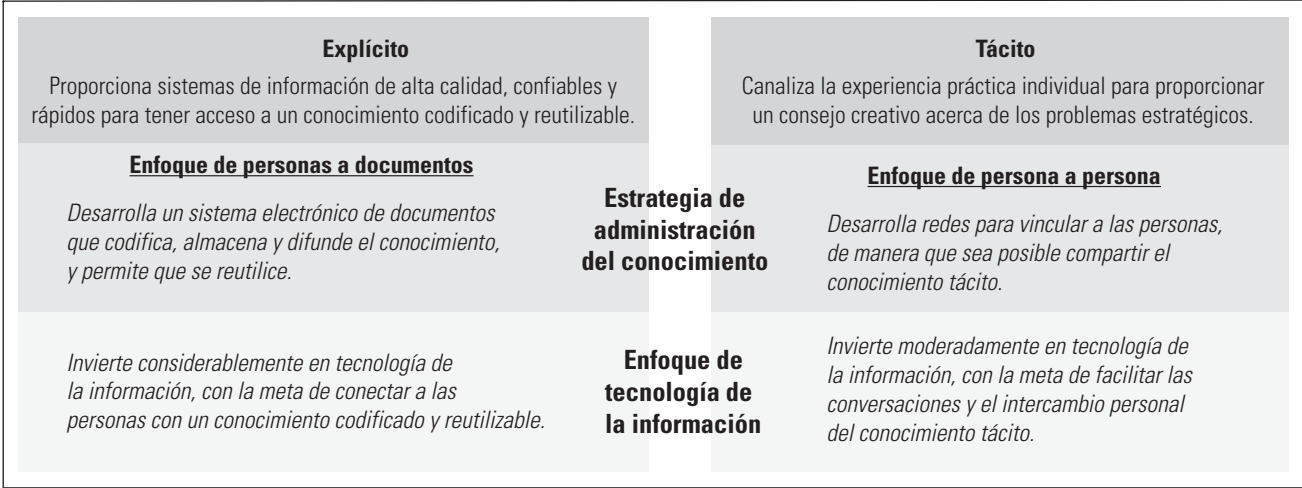 Explícito
Proporciona sistemas de información de alta calidad, confiables y
rápidos para tener acceso a un conocimiento codificado y reutilizable.
Tácito
Canaliza la experiencia práctica individual para proporcionar
un consejo creativo acerca de los problemas estratégicos.
Enfoque de personas a documentos
Desarrolla un sistema electrónico de documentos
que codifica, almacena y difunde el conocimiento,
y permite que se reutilice.
Estrategia de
administración
del conocimiento
Enfoque de persona a persona
Desarrolla redes para vincular a las personas,
de manera que sea posible compartir el
conocimiento tácito.
Invierte considerablemente en tecnología de
la información, con la meta de conectar a las
personas con un conocimiento codificado y reutilizable.
Enfoque de
tecnología de
la información
Invierte moderadamente en tecnología de
la información, con la meta de facilitar las
conversaciones y el intercambio personal
del conocimiento tácito.